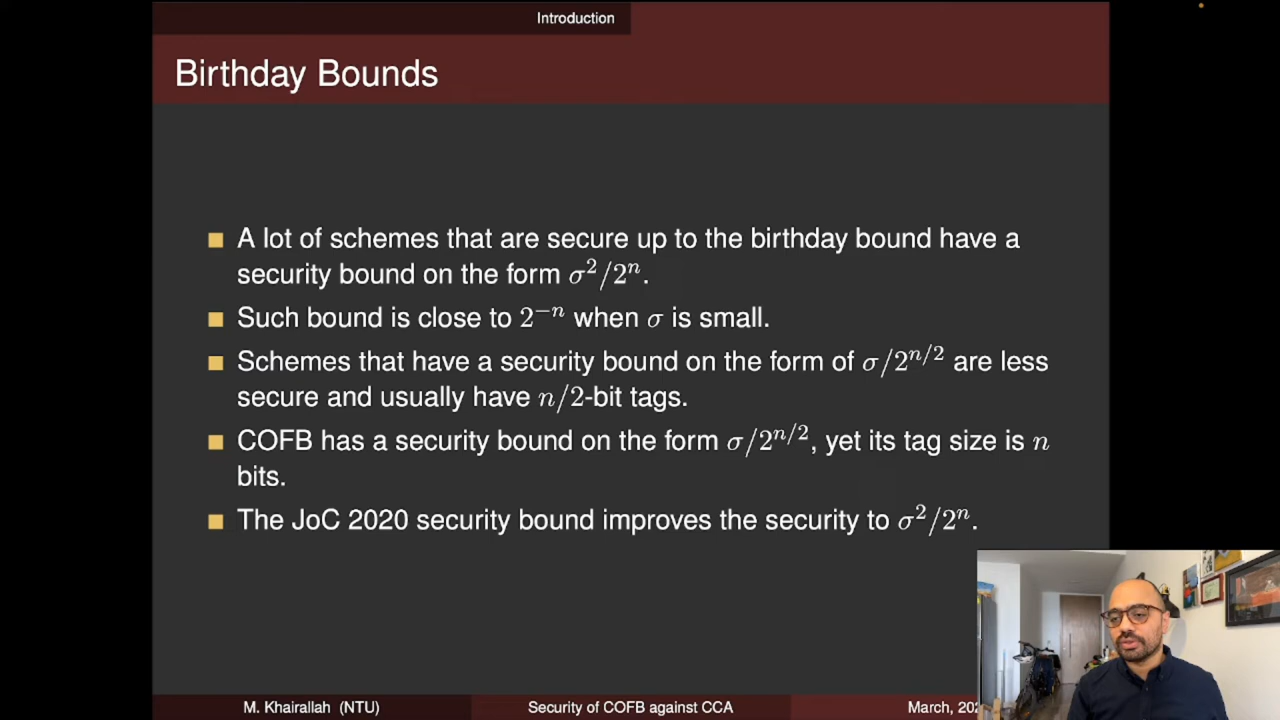 Introduction
Birthday Bounds
A lot of schemes that are secure up to the birthday bound have a
security bound on the form σ²/2ⁿ.
Such bound is close to 2⁻ⁿ when σ is small.
Schemes that have a security bound on the form of σ/2ⁿᐟ² are less
secure and usually have n/2-bit tags.
COFB has a security bound on the form σ/2ⁿᐟ², yet its tag size is n
bits.
The JoC 2020 security bound improves the security to σ²/2ⁿ.
M. Khairallah (NTU) Security of COFB against CCA March,